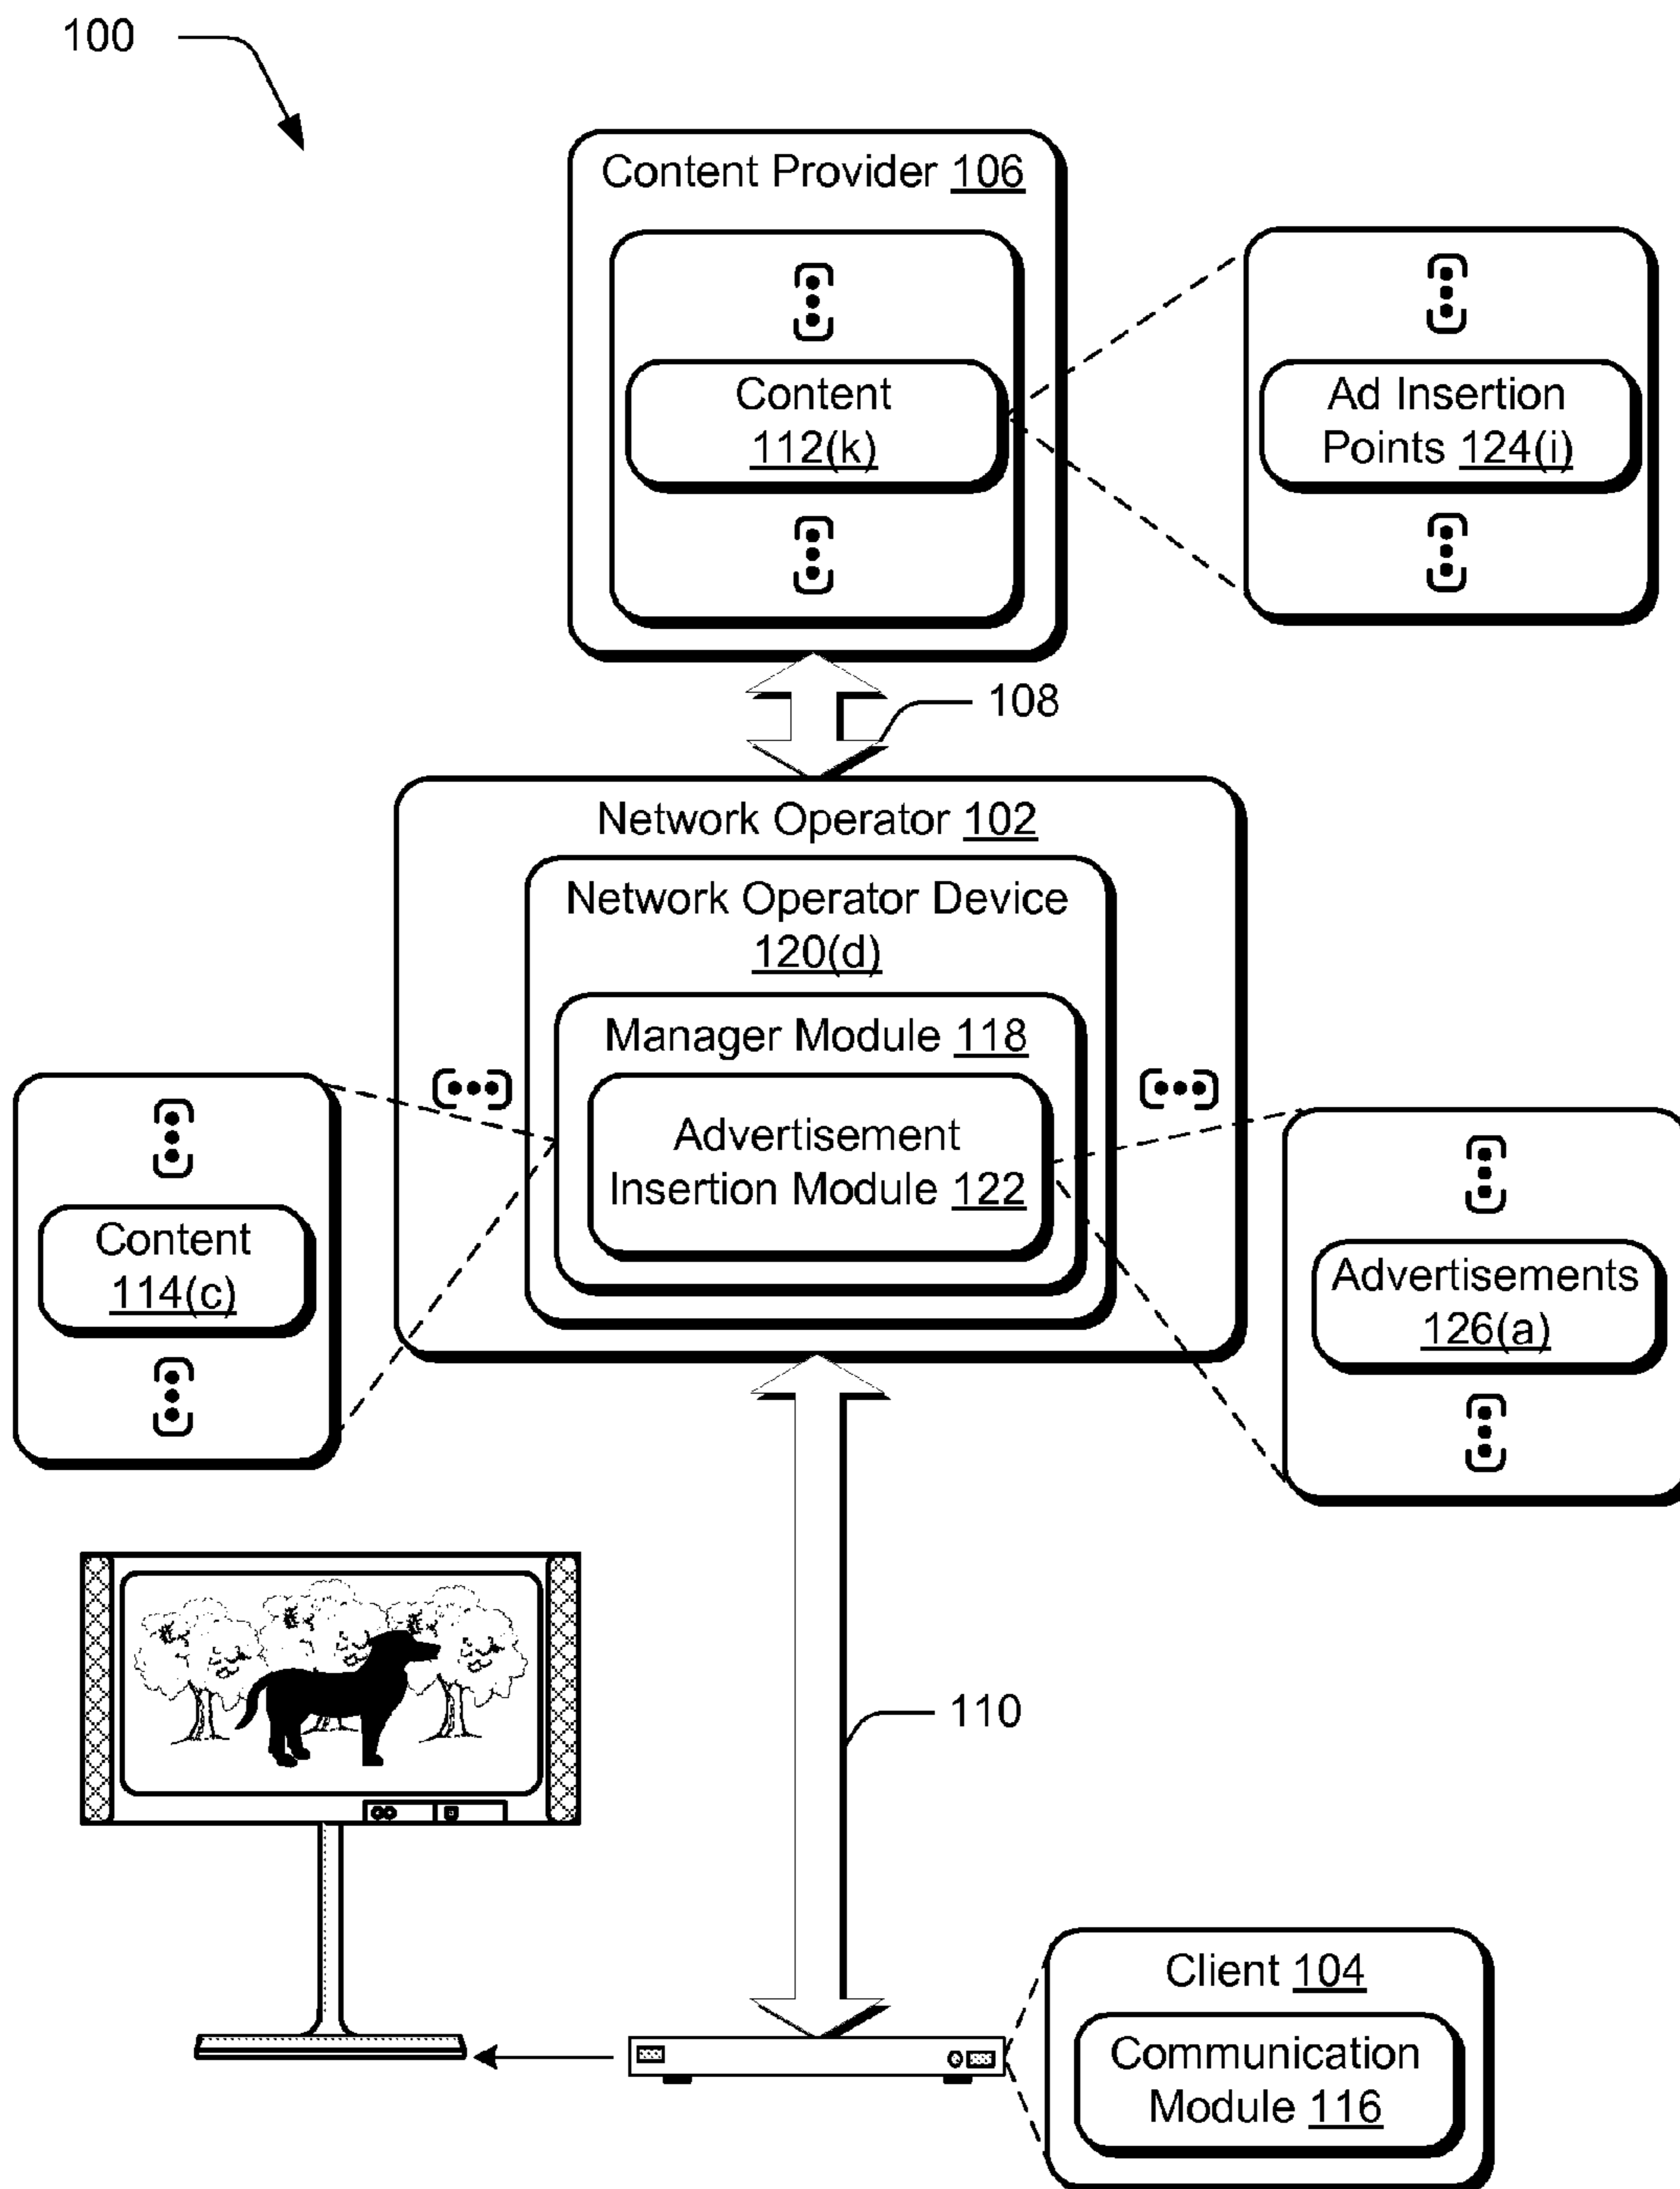 100
Content Provider 106
Content
112(k)
Ad Insertion
Points 124(i)
108
Network Operator 102
Network Operator Device
120(d)
Manager Module 118
Advertisement
Insertion Module 122
Content
114(c)
Advertisements
126(a)
110
Client 104
Communication
Module 116